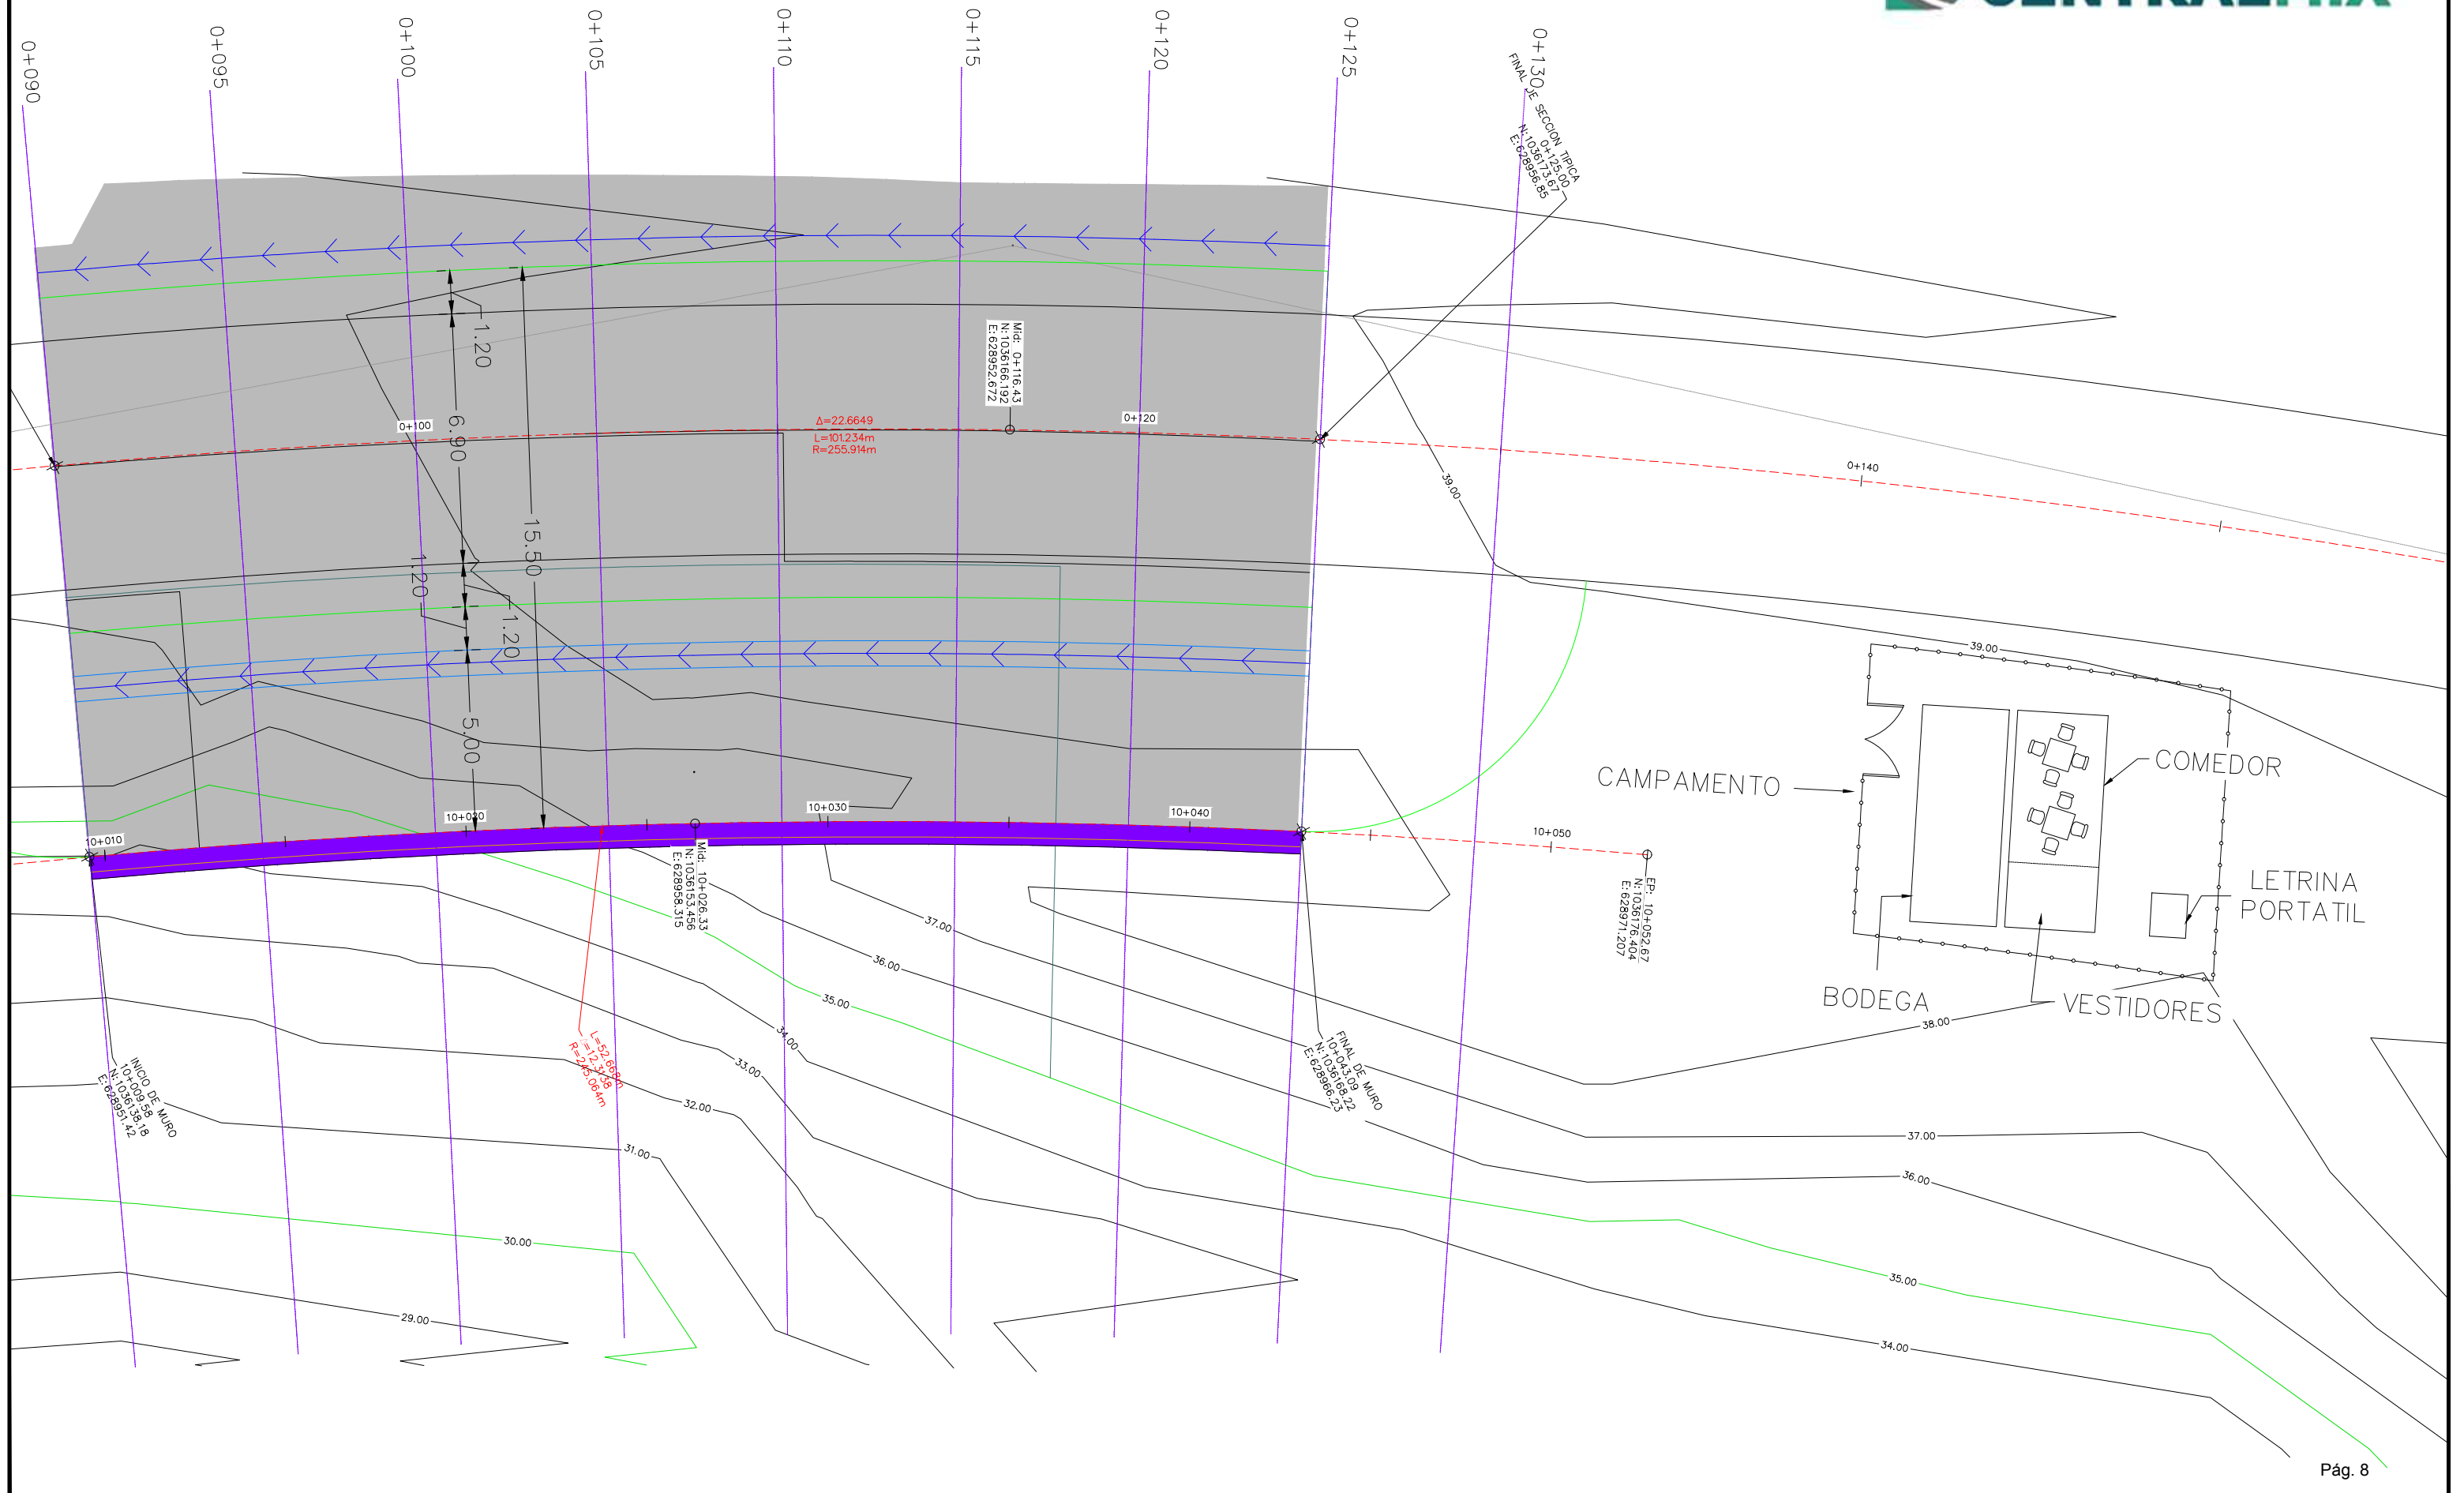 CENTRALMIX
0+090
0+095
0+100
0+105
0+110
0+115
0+120
0+125
0+130
FINAL DE SECCION TIPICA
0+125.00
N:1036173.67
E:628956.85
Mid: 0+116.43
N:1036166.192
E:628952.672
1.20
6.90
15.50
1.20
1.20
5.00
0+100
Δ=22.6649
L=101.234m
R=255.914m
0+120
0+140
39.00
39.00
10+010
10+020
10+030
10+040
10+050
Mid: 10+026.33
N:1036153.456
E:628958.315
EP: 10+052.67
N:1036176.404
E:628971.207
CAMPAMENTO
COMEDOR
LETRINA
PORTATIL
BODEGA
VESTIDORES
INICIO DE MURO
10+009.58
N:1036138.18
E:628951.42
L=52.668m
R=245.064m
FINAL DE MURO
10+043.09
N:1036168.22
E:628966.23
37.00
36.00
35.00
34.00
33.00
32.00
31.00
30.00
29.00
38.00
37.00
36.00
35.00
34.00
Pág. 8